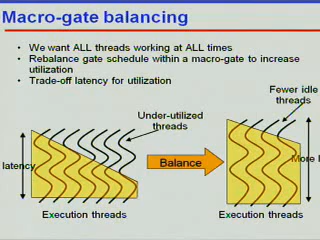 Macro-gate balancing
• We want ALL threads working at ALL times
• Rebalance gate schedule within a macro-gate to increase
utilization
• Trade-off latency for utilization
Fewer idle
threads
Under-utilized
threads
latency
Balance
More l
Execution threads
Execution threads